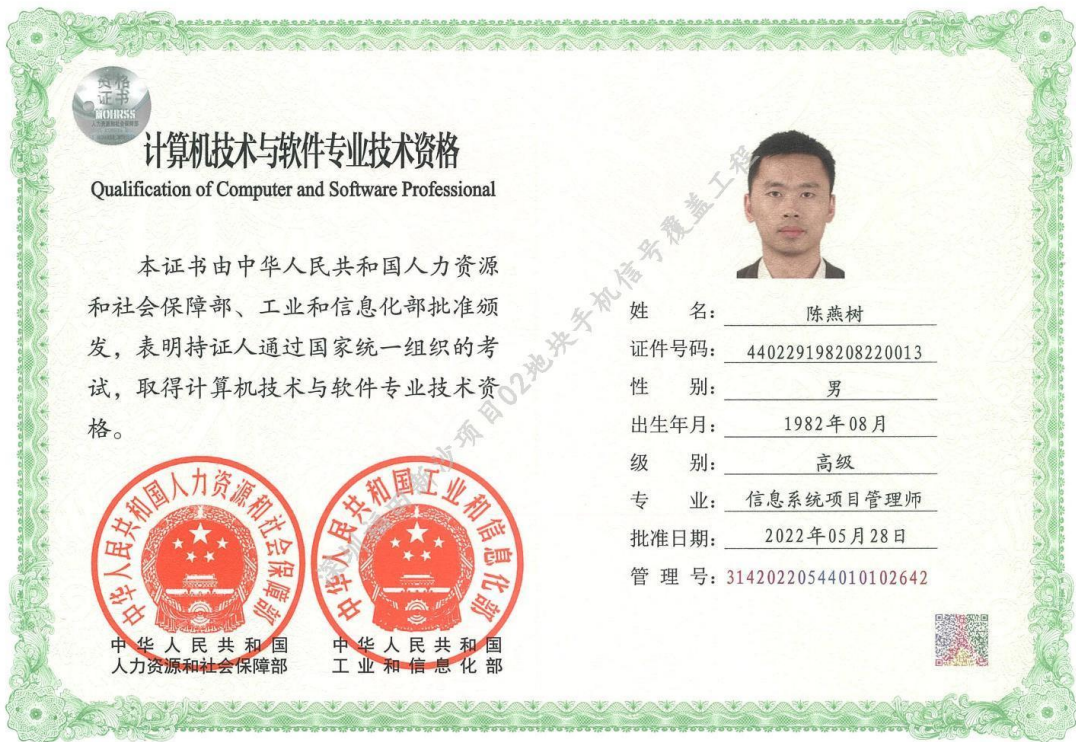 资格
证书
MOHRSS
计算机技术与软件专业技术资格
Qualification of Computer and Software Professional
本证书由中华人民共和国人力资源
和社会保障部、工业和信息化部批准颁
发，表明持证人通过国家统一组织的考
试，取得计算机技术与软件专业技术资
格。
中华人民共和国人力资源和社会保障部
中华人民共和国工业和信息化部
中华人民共和国
人力资源和社会保障部
中华人民共和国
工业和信息化部
姓名：陈燕树
证件号码：440229198208220013
性别：男
出生年月：1982年08月
级别：高级
专业：信息系统项目管理师
批准日期：2022年05月28日
管理号：31420220544010102642
项目02地块手机信号覆盖工程